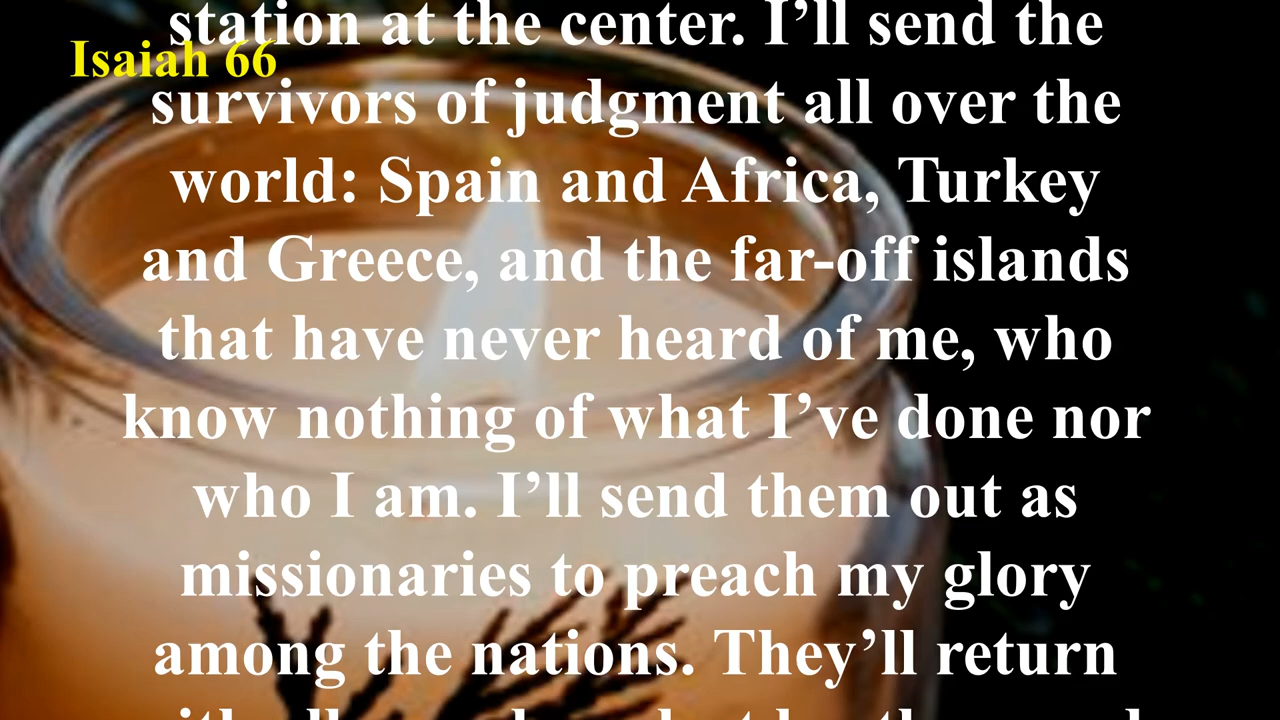 station at the center. I’ll send the
Isaiah 66
survivors of judgment all over the
world: Spain and Africa, Turkey
and Greece, and the far-off islands
that have never heard of me, who
know nothing of what I’ve done nor
who I am. I’ll send them out as
missionaries to preach my glory
among the nations. They’ll return